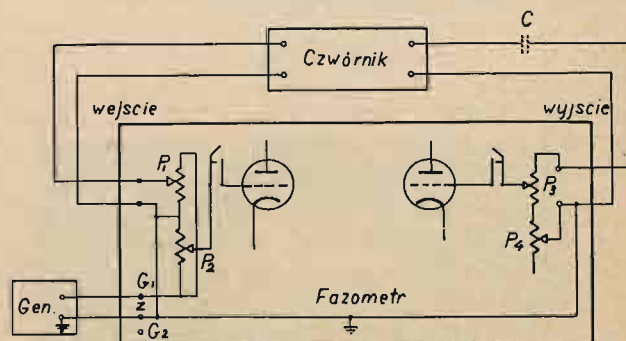 C
Czwórnik
wejscie
wyjscie
P1
P2
P3
P4
Gen.
G1
Z
G2
Fazometr